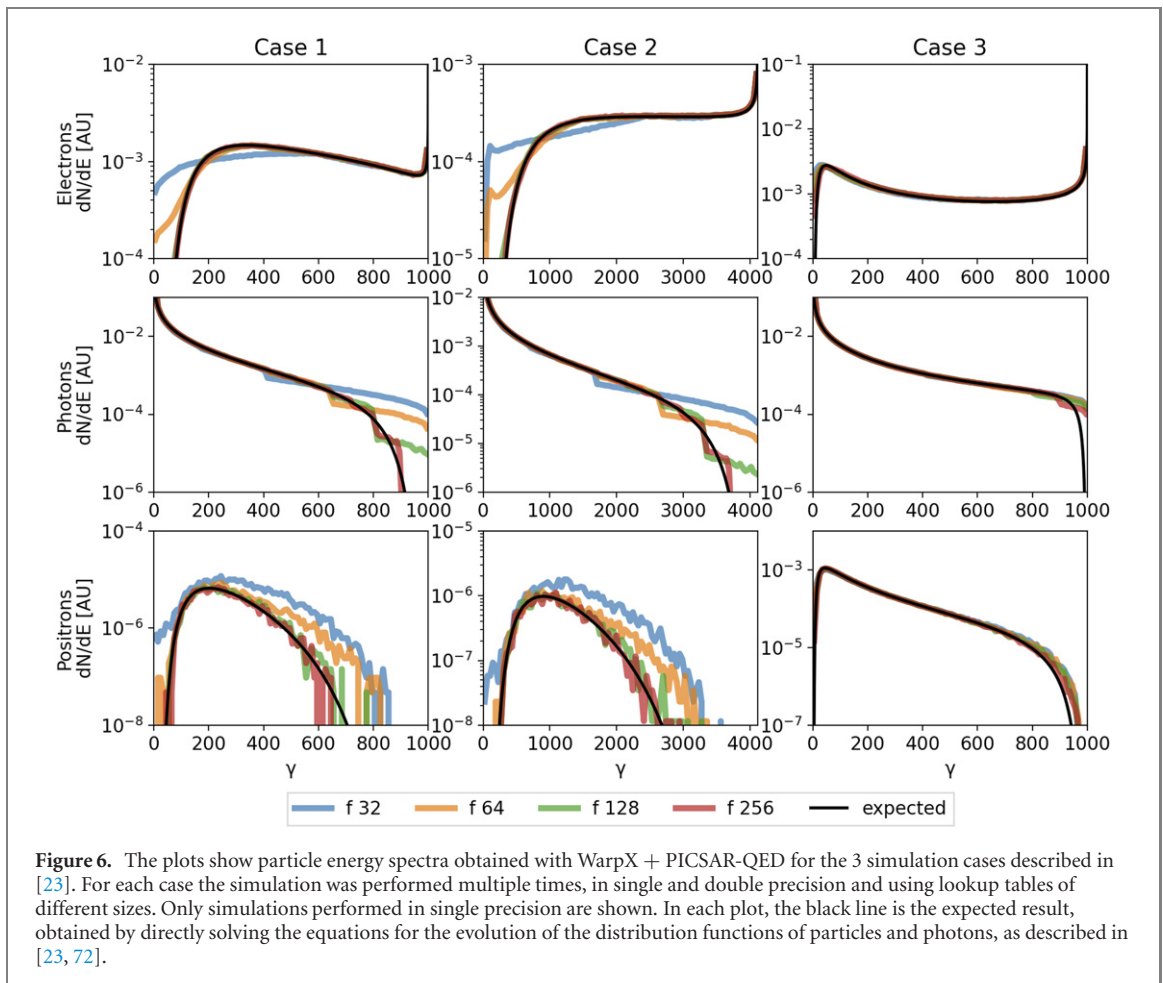 Case 1 Case 2 Case 3
Electrons
dN/dE [AU]
10⁻²
10⁻³
10⁻⁴
0 200 400 600 800 1000
10⁻³
10⁻⁴
10⁻⁵
0 1000 2000 3000 4000
10⁻¹
10⁻²
10⁻³
10⁻⁴
0 200 400 600 800 1000
Photons
dN/dE [AU]
10⁻²
10⁻⁴
10⁻⁶
0 200 400 600 800 1000
10⁻²
10⁻³
10⁻⁴
10⁻⁵
10⁻⁶
0 1000 2000 3000 4000
10⁻²
10⁻⁴
10⁻⁶
0 200 400 600 800 1000
Positrons
dN/dE [AU]
10⁻⁴
10⁻⁶
10⁻⁸
0 200 400 600 800 1000
γ
10⁻⁵
10⁻⁶
10⁻⁷
10⁻⁸
0 1000 2000 3000 4000
γ
10⁻³
10⁻⁵
10⁻⁷
0 200 400 600 800 1000
γ
f 32 f 64 f 128 f 256 expected
Figure 6. The plots show particle energy spectra obtained with WarpX + PICSAR-QED for the 3 simulation cases described in
[23]. For each case the simulation was performed multiple times, in single and double precision and using lookup tables of
different sizes. Only simulations performed in single precision are shown. In each plot, the black line is the expected result,
obtained by directly solving the equations for the evolution of the distribution functions of particles and photons, as described in
[23, 72].